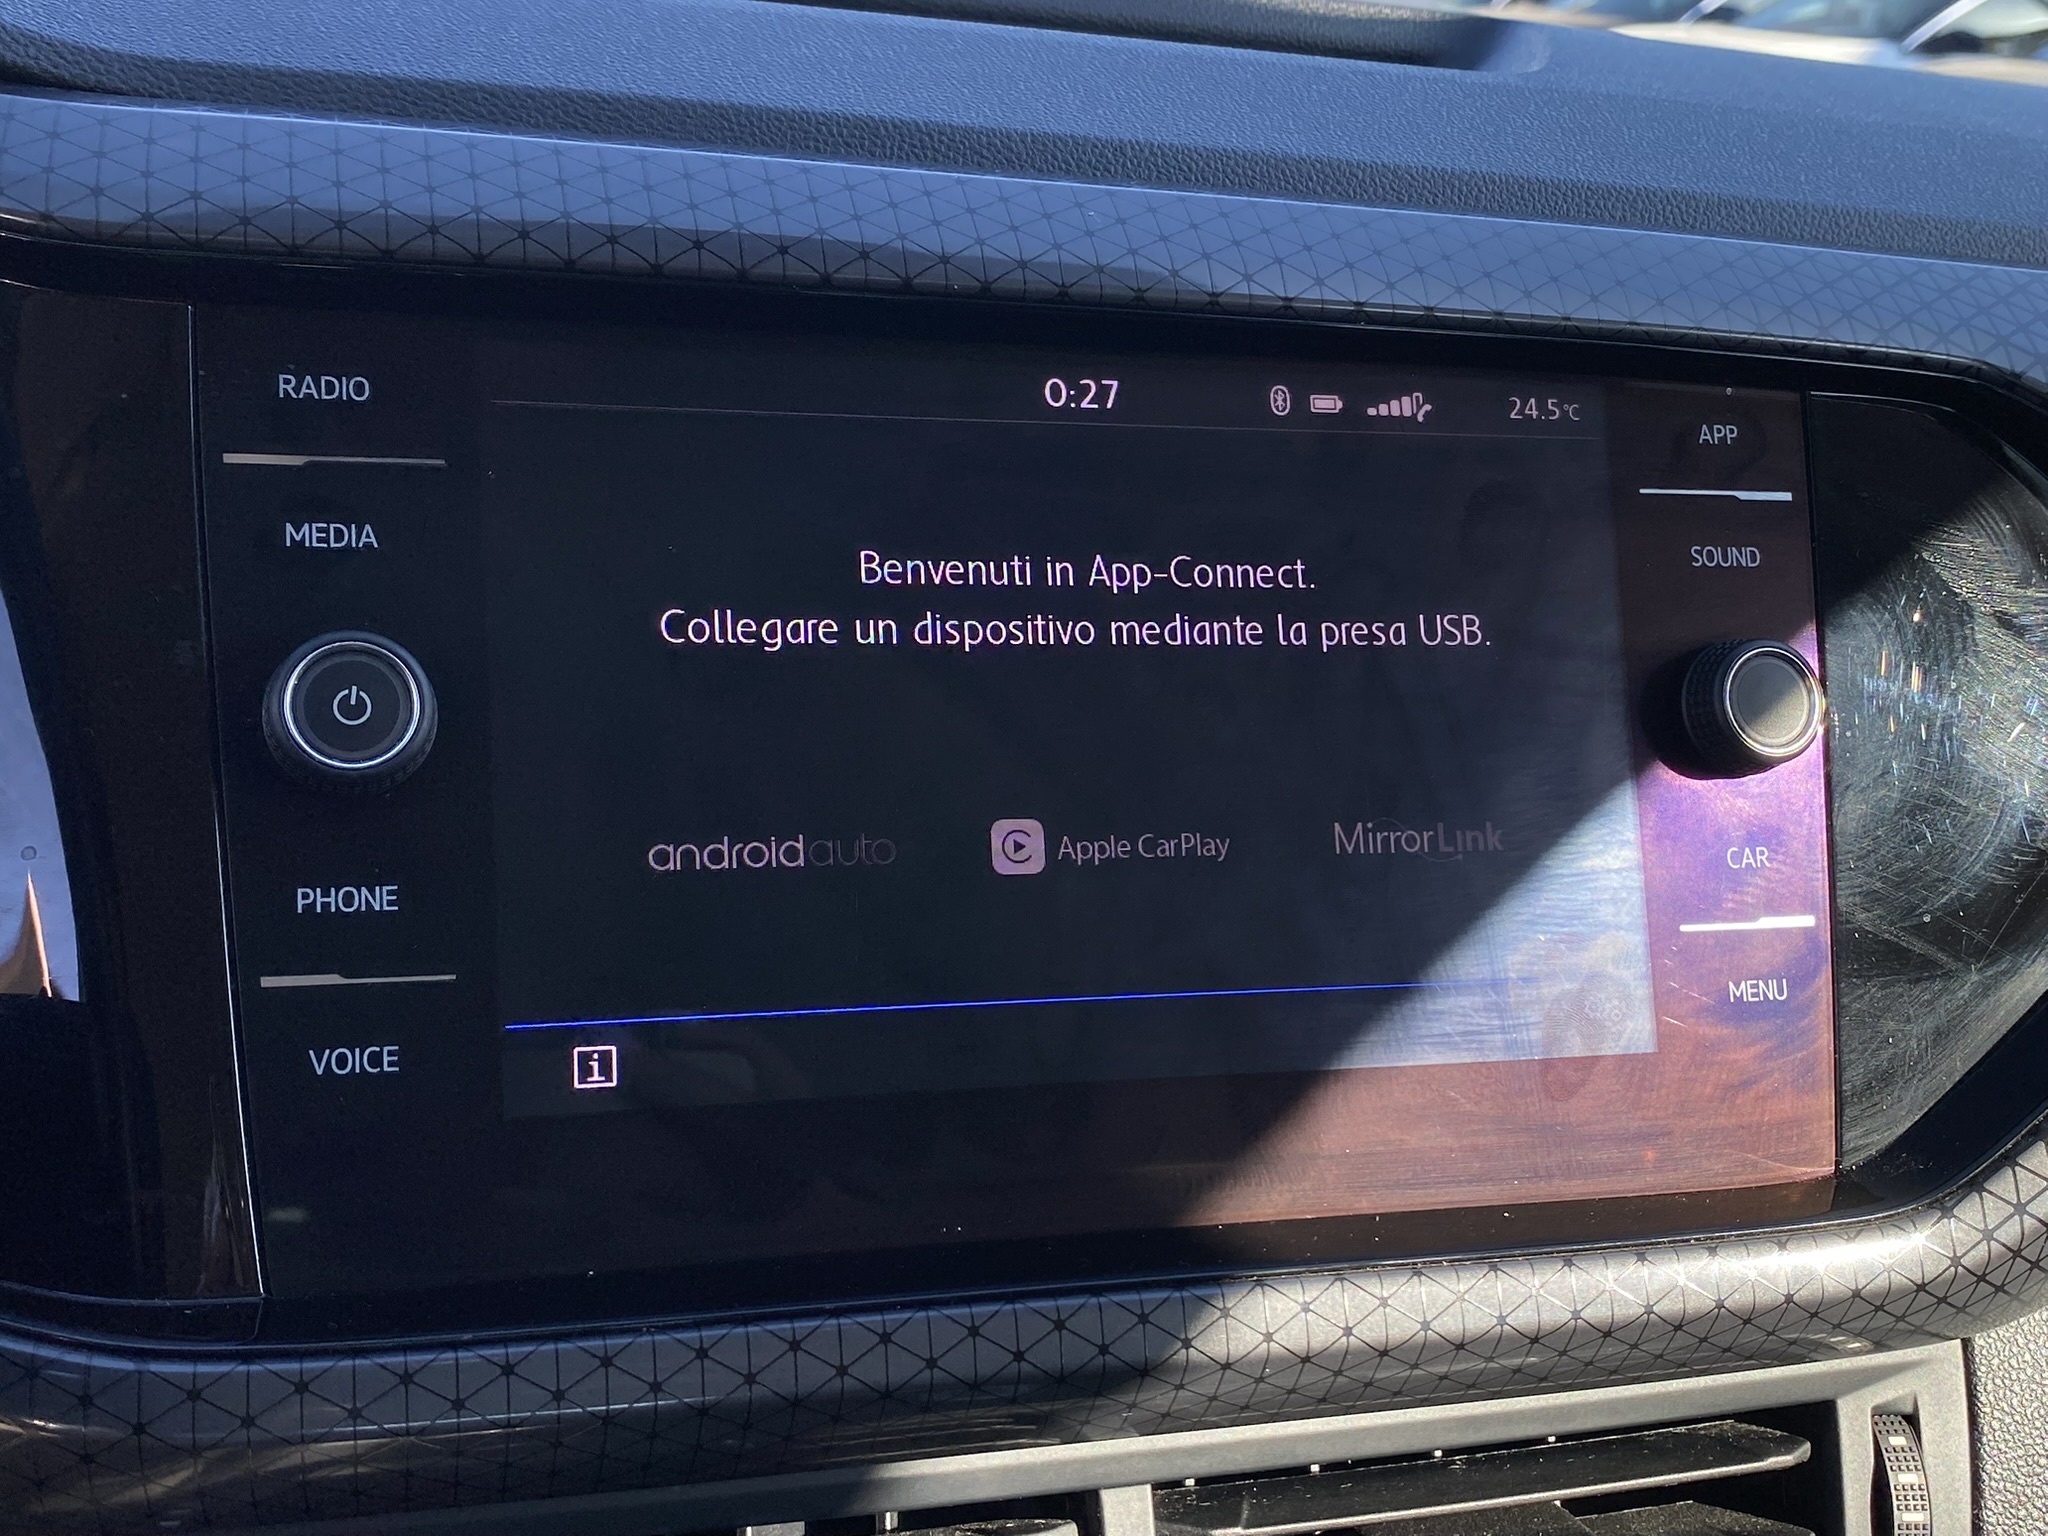 RADIO
MEDIA
PHONE
VOICE
0:27
24.5°C
Benvenuti in App-Connect.
Collegare un dispositivo mediante la presa USB.
androidauto
Apple CarPlay
MirrorLink
i
APP
SOUND
CAR
MENU